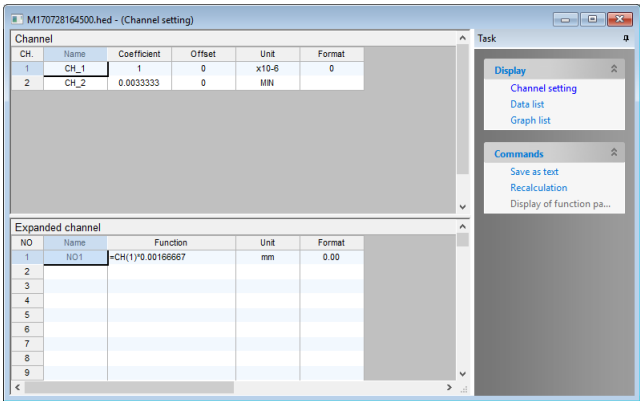 M170728164500.hed - (Channel setting)
Channel
CH. Name Coefficient Offset Unit Format
1 CH_1 1 0 x10-6 0
2 CH_2 0.0033333 0 MIN
Expanded channel
NO Name Function Unit Format
1 NO1 =CH(1)*0.00166667 mm 0.00
2
3
4
5
6
7
8
9
Task
Display
Channel setting
Data list
Graph list
Commands
Save as text
Recalculation
Display of function pa...